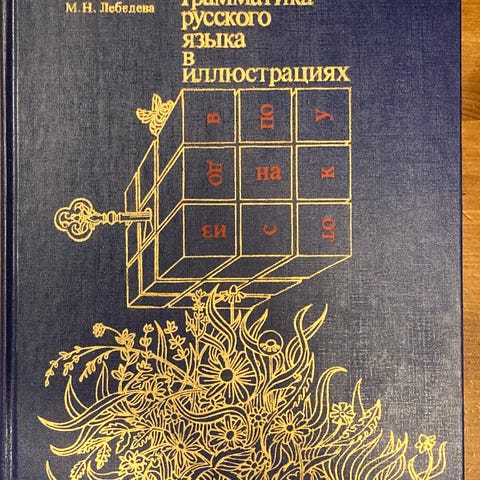 М. Н. Лебедева
грамматика
русского
языка
в
иллюстрациях
в по у
до на к
из с от